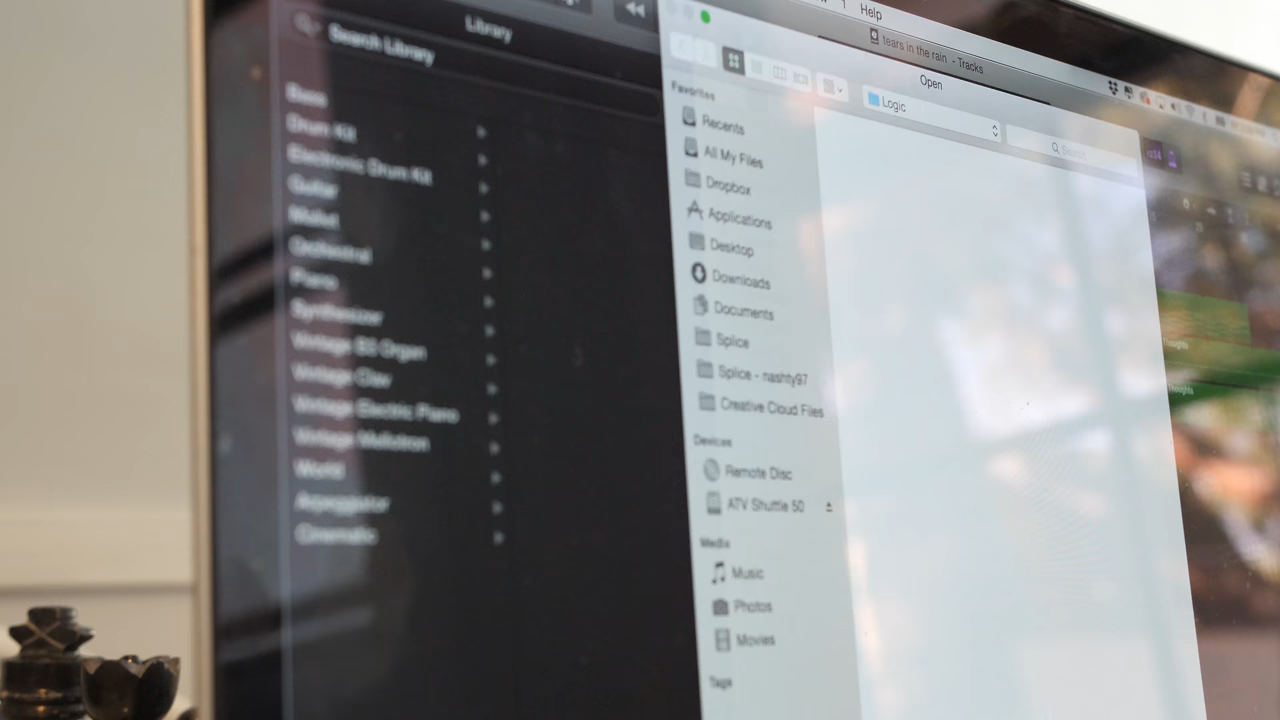 Help
tears in the rain - Tracks
Library
Search Library
Bass
Drum Kit
Electronic Drum Kit
Guitar
Mallet
Orchestral
Piano
Synthesizer
Vintage B3 Organ
Vintage Clav
Vintage Electric Piano
Vintage Mellotron
World
Arpeggiator
Cinematic
Open
Logic
Search
Favorites
Recents
All My Files
Dropbox
Applications
Desktop
Downloads
Documents
Splice
Splice - nashty97
Creative Cloud Files
Devices
Remote Disc
ATV Shuttle 50
Media
Music
Photos
Movies
Tags